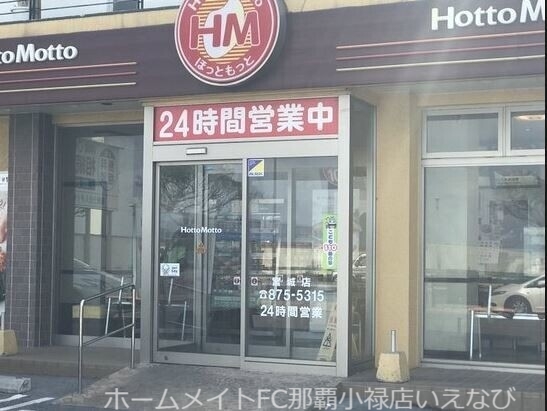 HM
ほっともっと
HottoMotto
24時間営業中
HottoMotto
宮城店
☎875-5315
24時間営業
ホームメイトFC那覇小禄店いえなび